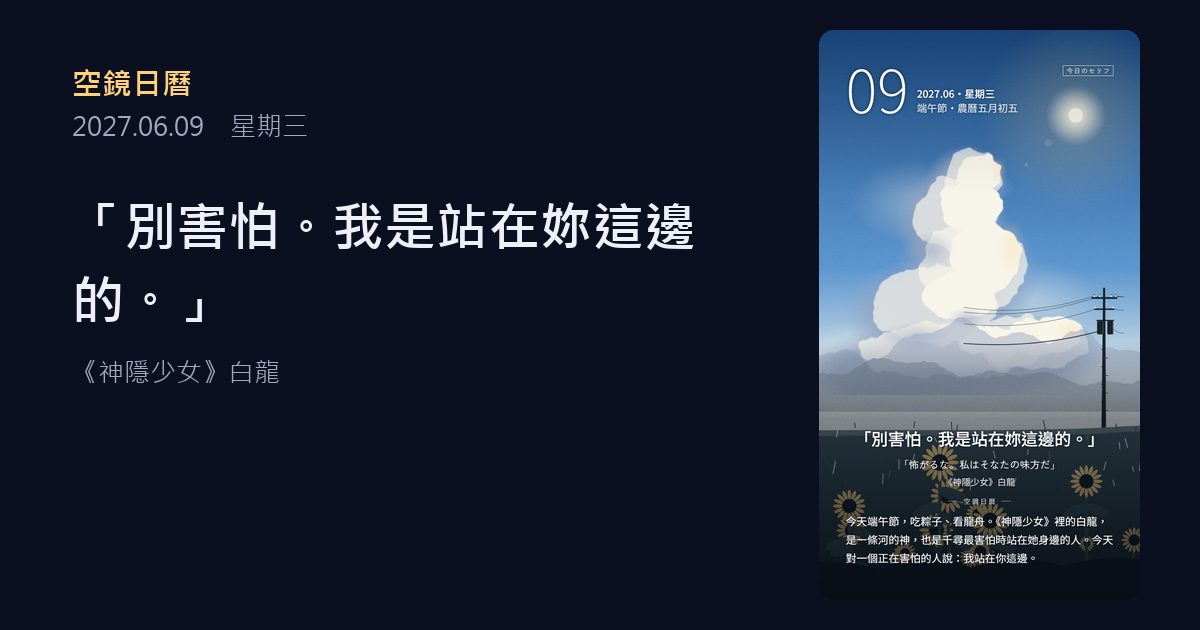 空鏡日曆
2027.06.09 星期三
「別害怕。我是站在妳這邊
的。」
《神隱少女》白龍
今日のセリフ
09
2027.06・星期三
端午節・農曆五月初五
「別害怕。我是站在妳這邊的。」
「怖がるな。私はそなたの味方だ」
《神隱少女》白龍
空鏡日曆
今天端午節，吃粽子、看龍舟。《神隱少女》裡的白龍，
是一條河的神，也是千尋最害怕時站在她身邊的人。今天
對一個正在害怕的人說：我站在你這邊。